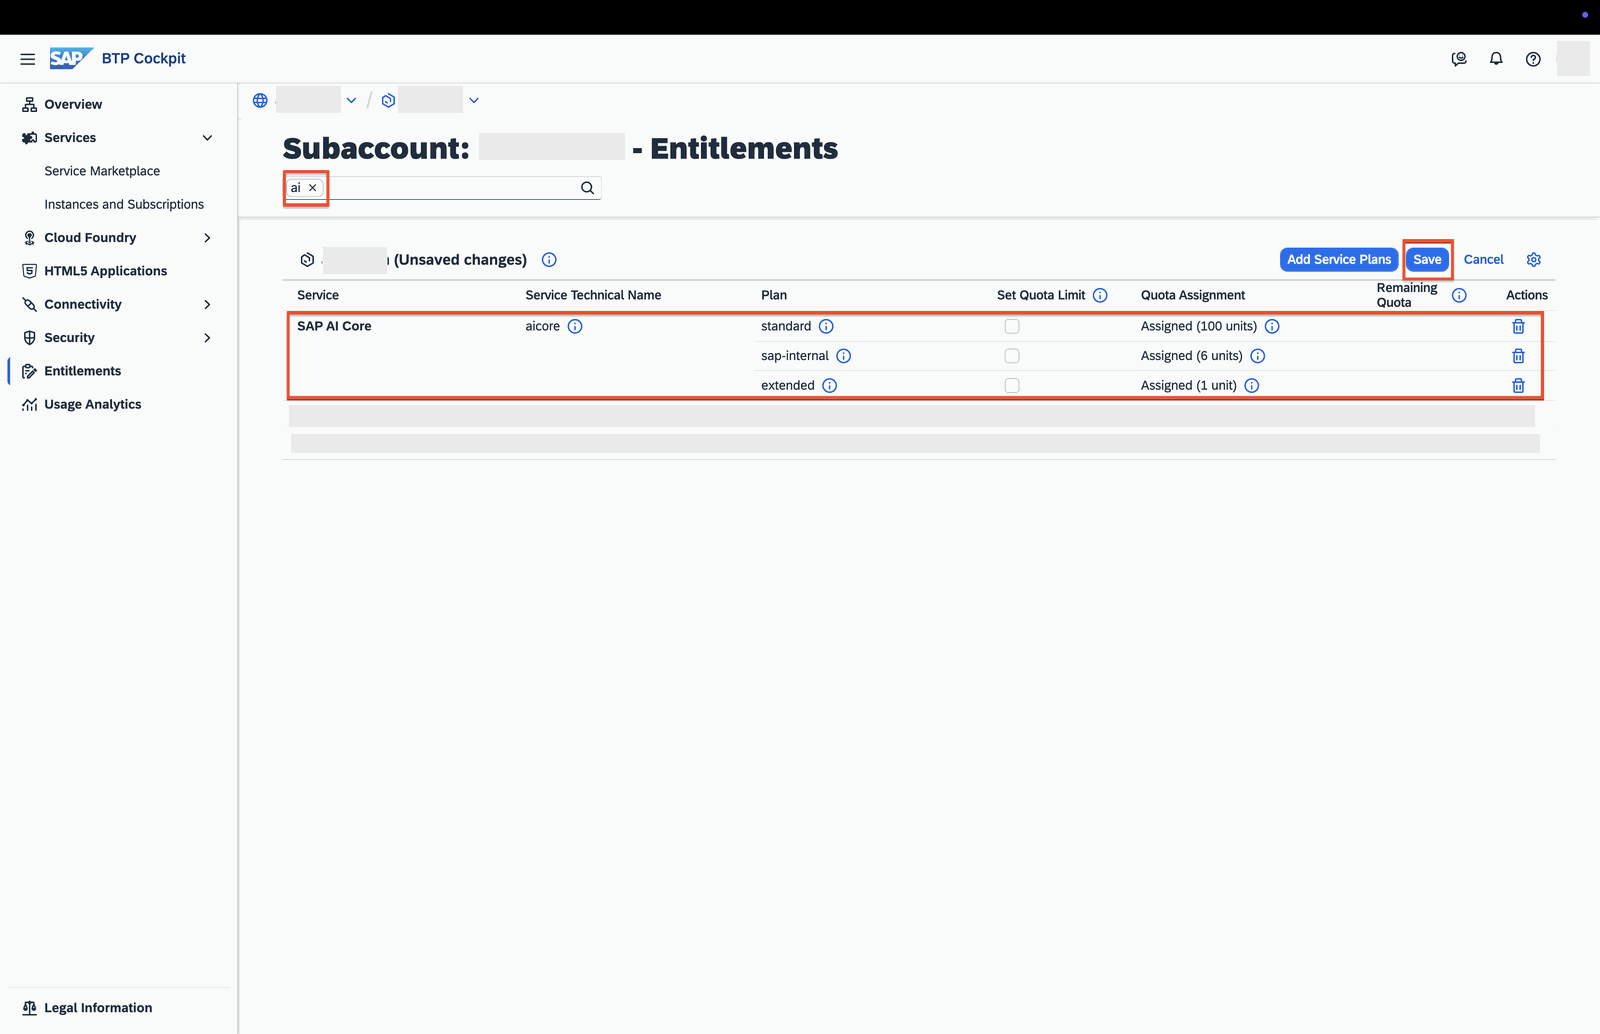 SAP BTP Cockpit
Overview
Services
Service Marketplace
Instances and Subscriptions
Cloud Foundry
HTML5 Applications
Connectivity
Security
Entitlements
Usage Analytics
Legal Information
Subaccount: - Entitlements
ai
(Unsaved changes)
Add Service Plans Save Cancel
Service Service Technical Name Plan Set Quota Limit Quota Assignment Remaining Quota Actions
SAP AI Core aicore standard Assigned (100 units)
sap-internal Assigned (6 units)
extended Assigned (1 unit)